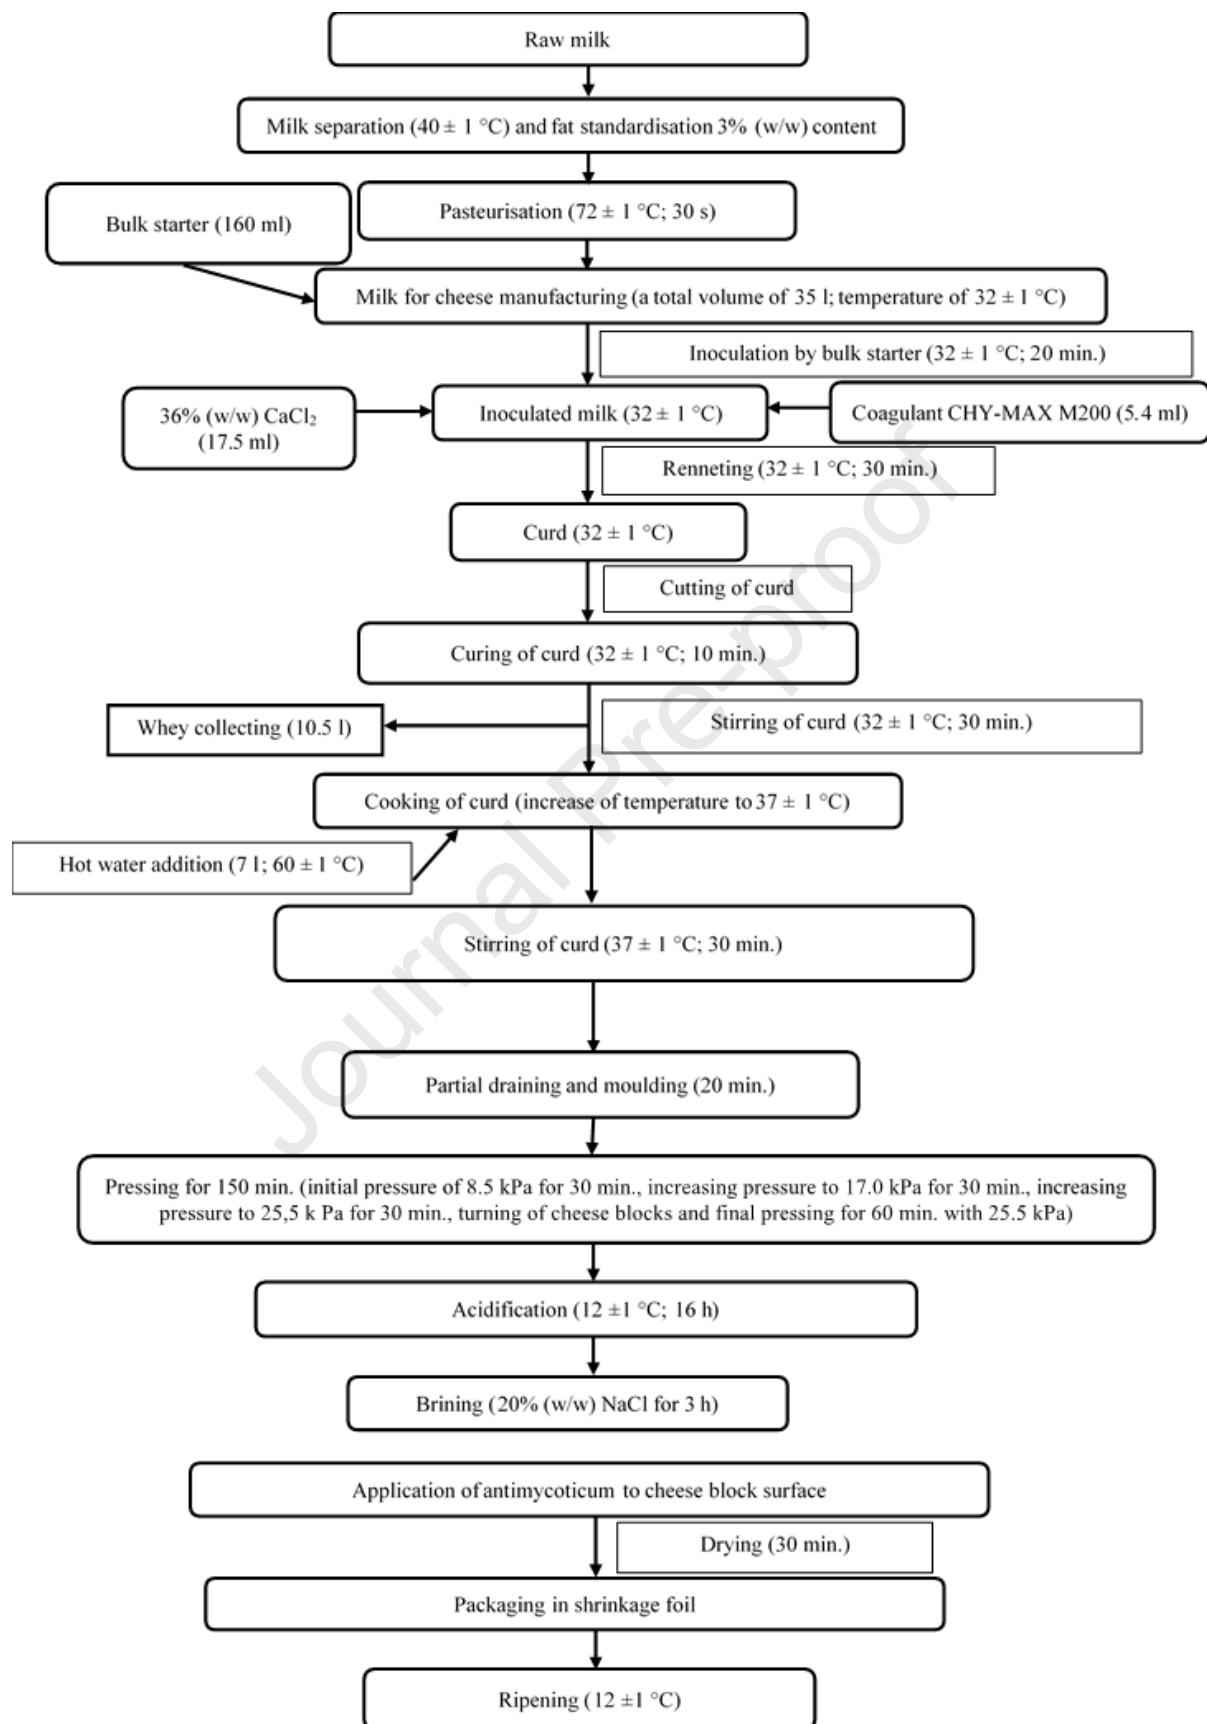 Raw milk
Milk separation (40 ± 1 °C) and fat standardisation 3% (w/w) content
Pasteurisation (72 ± 1 °C; 30 s)
Bulk starter (160 ml)
Milk for cheese manufacturing (a total volume of 35 l; temperature of 32 ± 1 °C)
Inoculation by bulk starter (32 ± 1 °C; 20 min.)
36% (w/w) CaCl₂
(17.5 ml)
Inoculated milk (32 ± 1 °C)
Coagulant CHY-MAX M200 (5.4 ml)
Renneting (32 ± 1 °C; 30 min.)
Curd (32 ± 1 °C)
Cutting of curd
Curing of curd (32 ± 1 °C; 10 min.)
Whey collecting (10.5 l)
Stirring of curd (32 ± 1 °C; 30 min.)
Cooking of curd (increase of temperature to 37 ± 1 °C)
Hot water addition (7 l; 60 ± 1 °C)
Stirring of curd (37 ± 1 °C; 30 min.)
Partial draining and moulding (20 min.)
Pressing for 150 min. (initial pressure of 8.5 kPa for 30 min., increasing pressure to 17.0 kPa for 30 min., increasing
pressure to 25,5 k Pa for 30 min., turning of cheese blocks and final pressing for 60 min. with 25.5 kPa)
Acidification (12 ±1 °C; 16 h)
Brining (20% (w/w) NaCl for 3 h)
Application of antimycoticum to cheese block surface
Drying (30 min.)
Packaging in shrinkage foil
Ripening (12 ±1 °C)
Journal Pre-proof